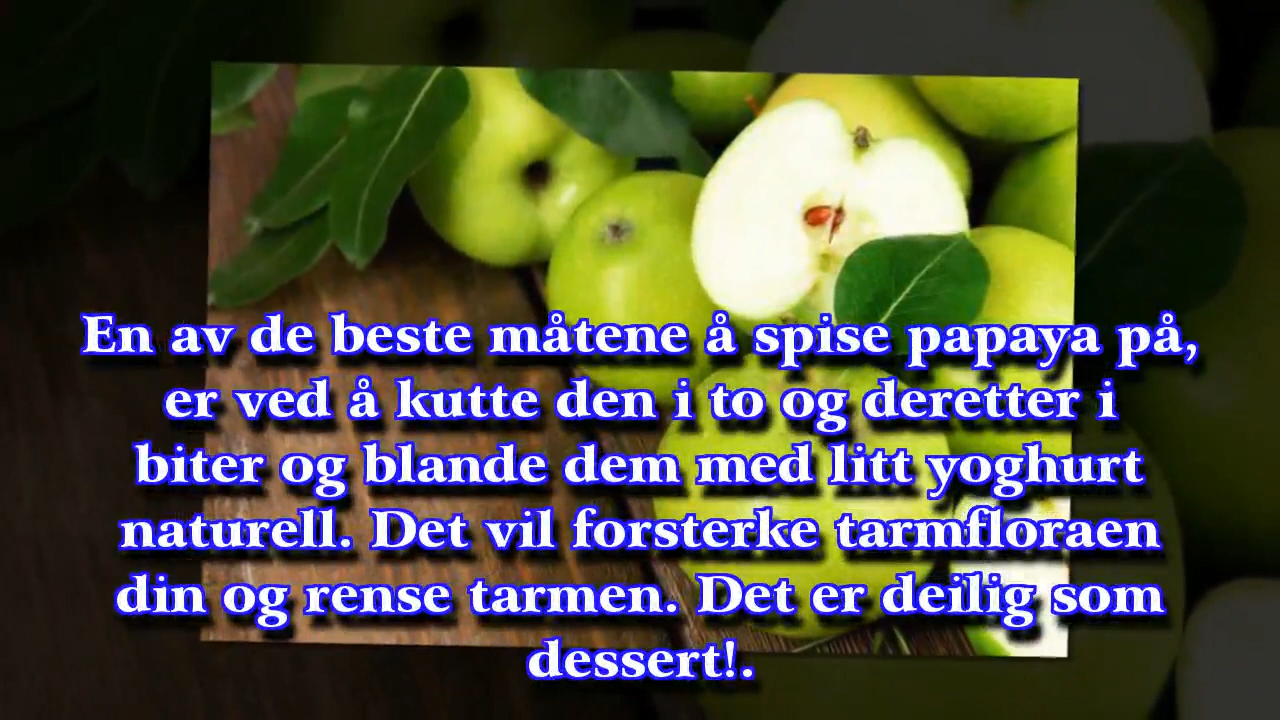 En av de beste måtene å spise papaya på,
er ved å kutte den i to og deretter i
biter og blande dem med litt yoghurt
naturell. Det vil forsterke tarmfloraen
din og rense tarmen. Det er deilig som
dessert!.